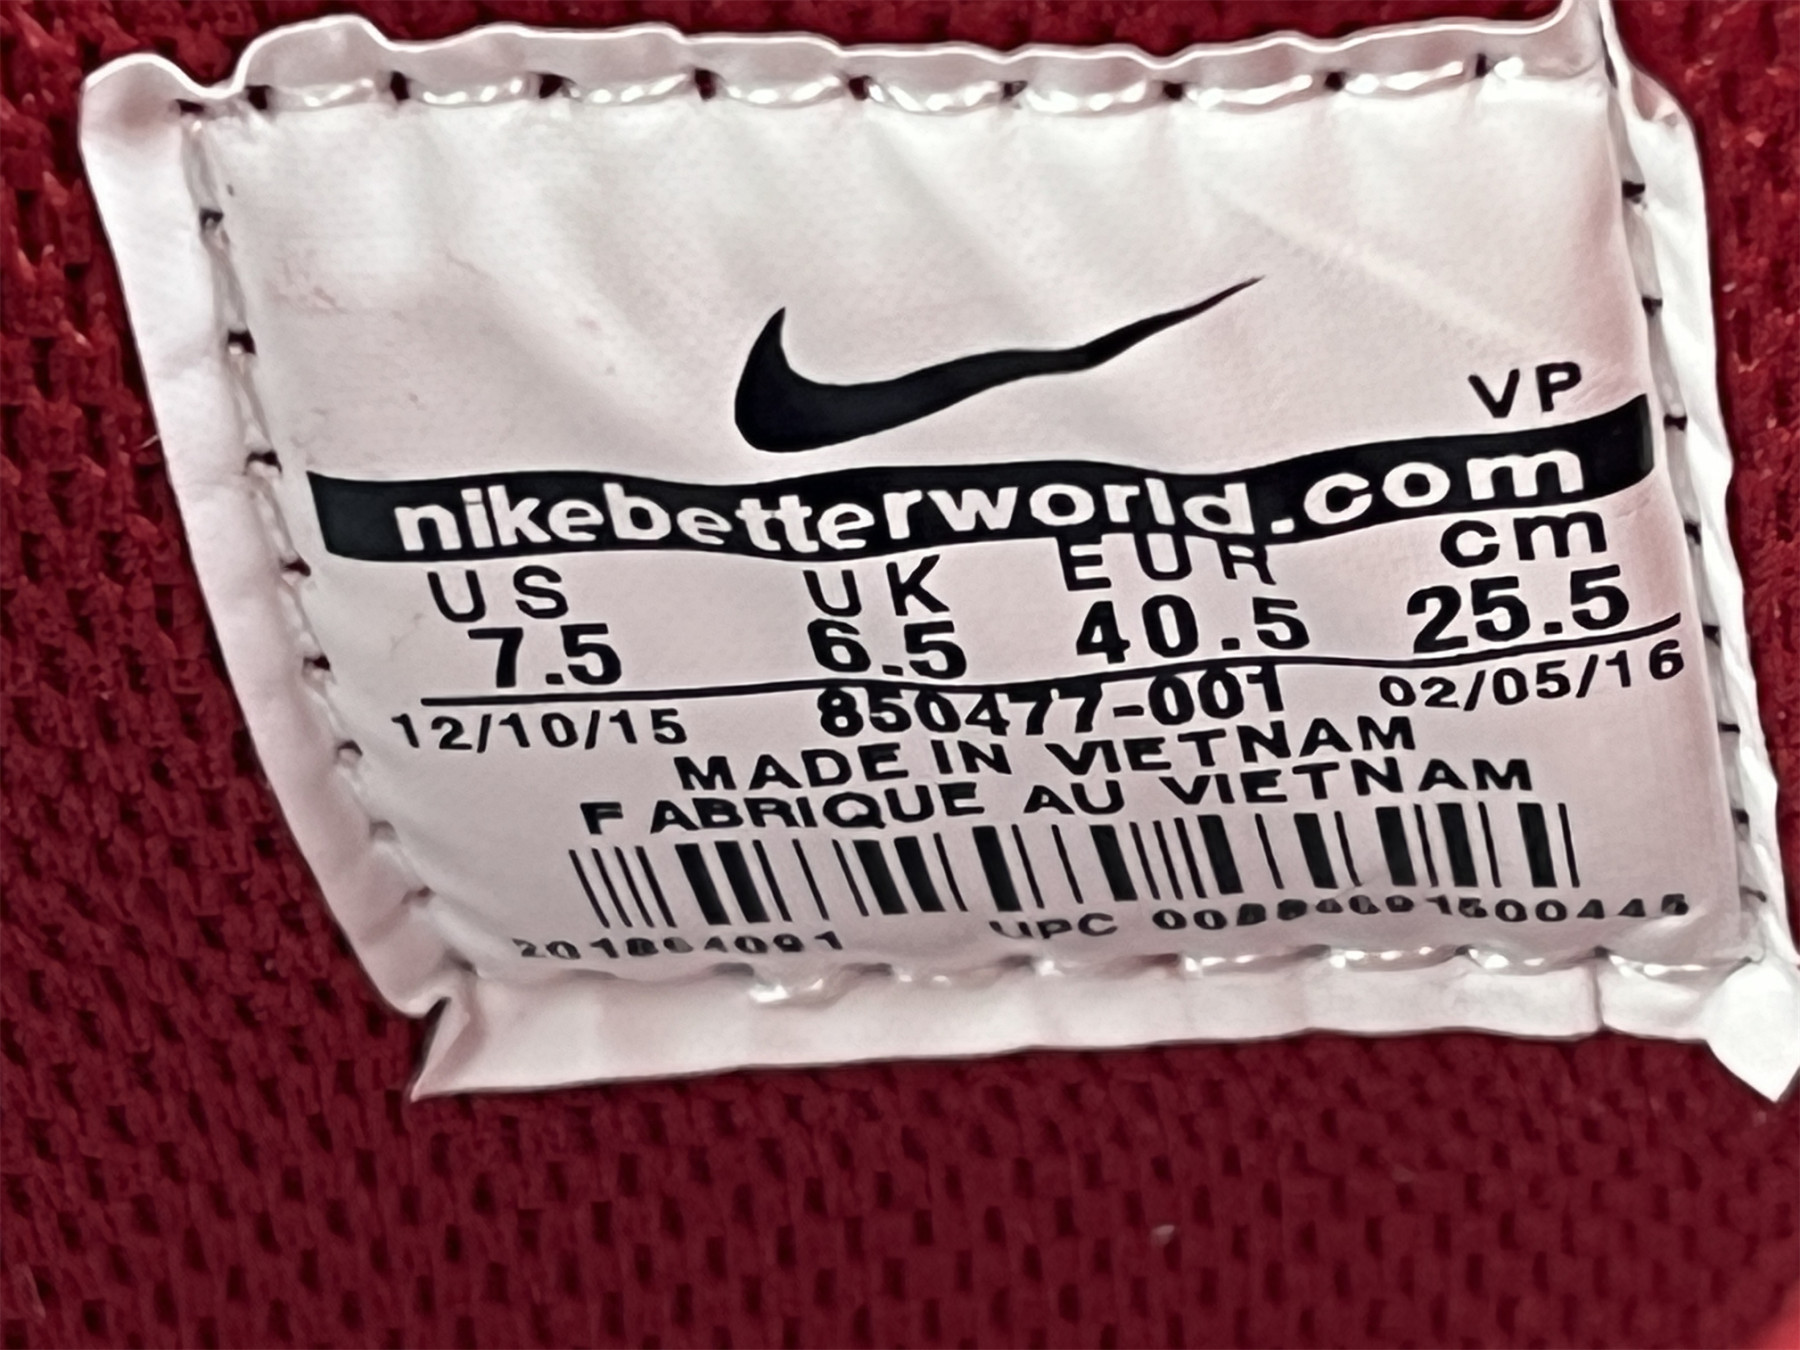 VP
nikebetterworld.com
US UK EUR cm
7.5 6.5 40.5 25.5
12/10/15 850477-001 02/05/16
MADE IN VIETNAM
FABRIQUE AU VIETNAM
UPC